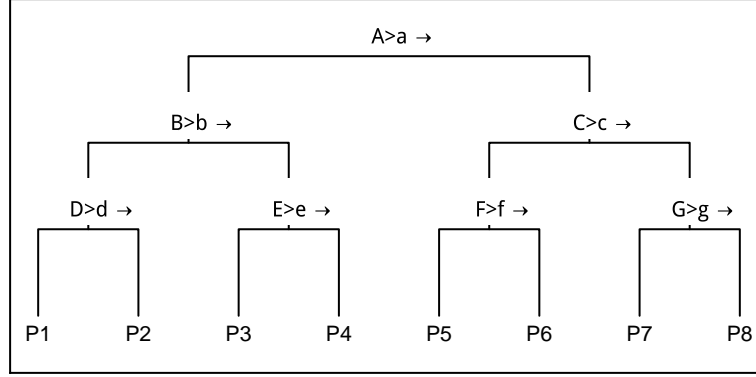 A>a →
B>b → C>c →
D>d → E>e → F>f → G>g →
P1 P2 P3 P4 P5 P6 P7 P8